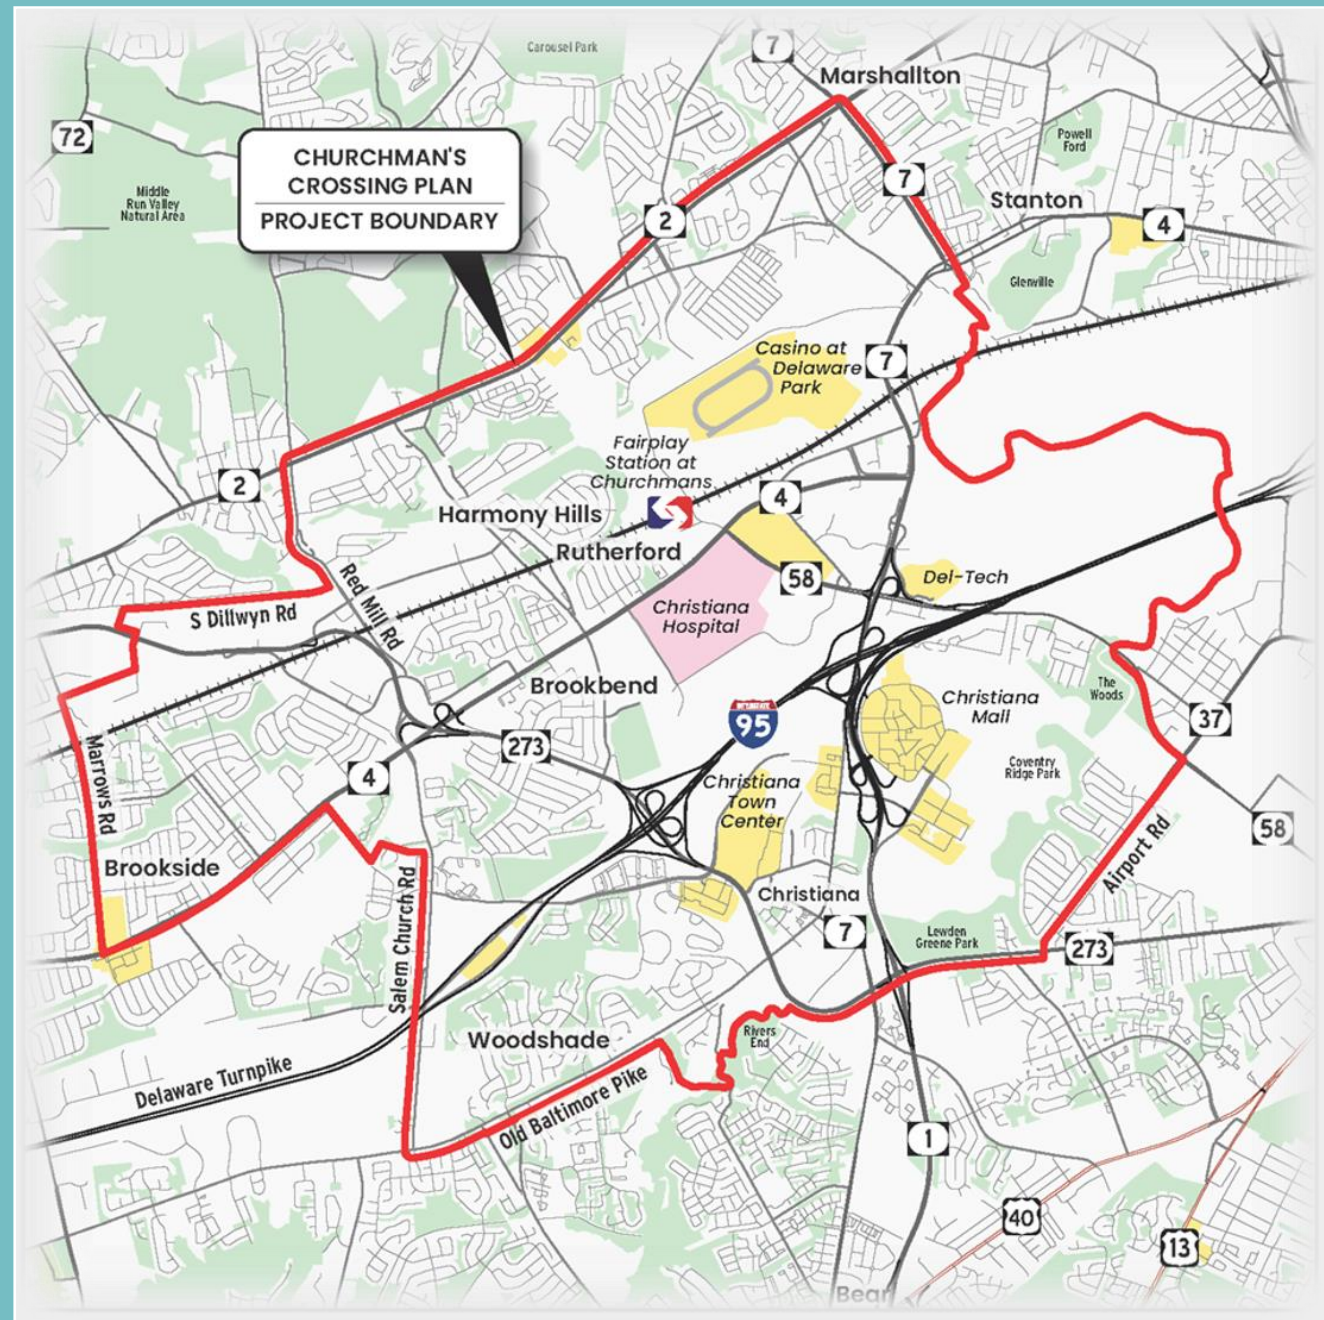 Carousel Park
7
Marshallton
72
Powell
Ford
CHURCHMAN'S
CROSSING PLAN
PROJECT BOUNDARY
7
Middle
Run Valley
Natural Area
Stanton
2
4
Glenville
Casino at
Delaware
Park
7
Fairplay
Station at
Churchmans
2
4
Harmony Hills
Rutherford
58
Del-Tech
Red Mill Rd
S Dillwyn Rd
Christiana
Hospital
Brookbend
The
Woods
Christiana
Mall
INTERSTATE
95
37
273
Marrows Rd
4
Coventry
Ridge Park
Christiana
Town
Center
58
Airport Rd
Brookside
Salem Church Rd
Christiana
7
Lewden
Greene Park
273
Woodshade
Rivers
End
Delaware Turnpike
Old Baltimore Pike
1
40
13
Bear